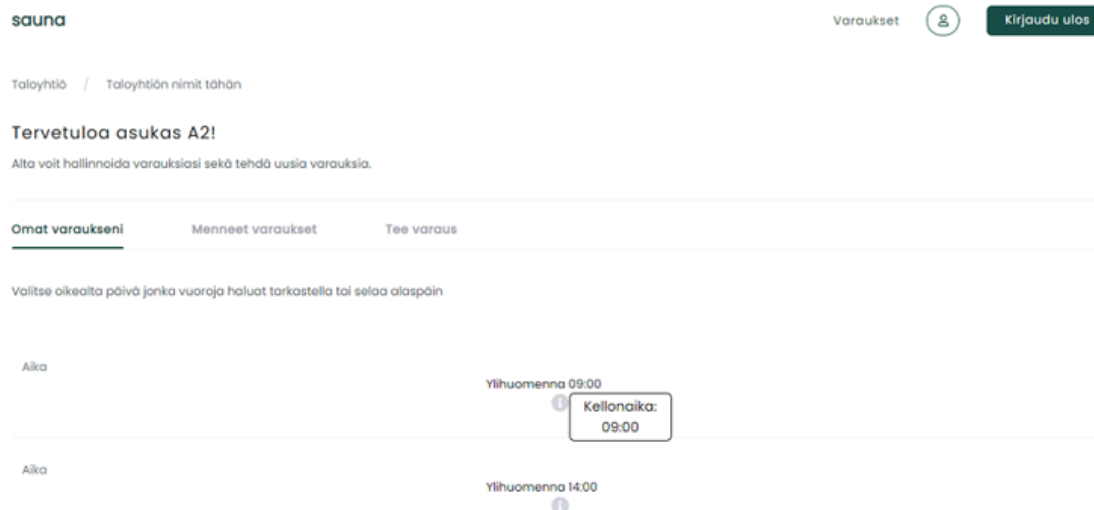 sauna
Varaukset
Kirjaudu ulos
Taloyhtiö / Taloyhtiön nimit tähän
Tervetuloa asukas A2!
Alta voit hallinnoida varauksiasi sekä tehdä uusia varauksia.
Omat varaukseni Menneet varaukset Tee varaus
Valitse oikealta päivä jonka vuoroja haluat tarkastella tai selaa alaspäin
Aika
Ylihuomenna 09:00
Kellonaika:
09:00
Aika
Ylihuomenna 14:00